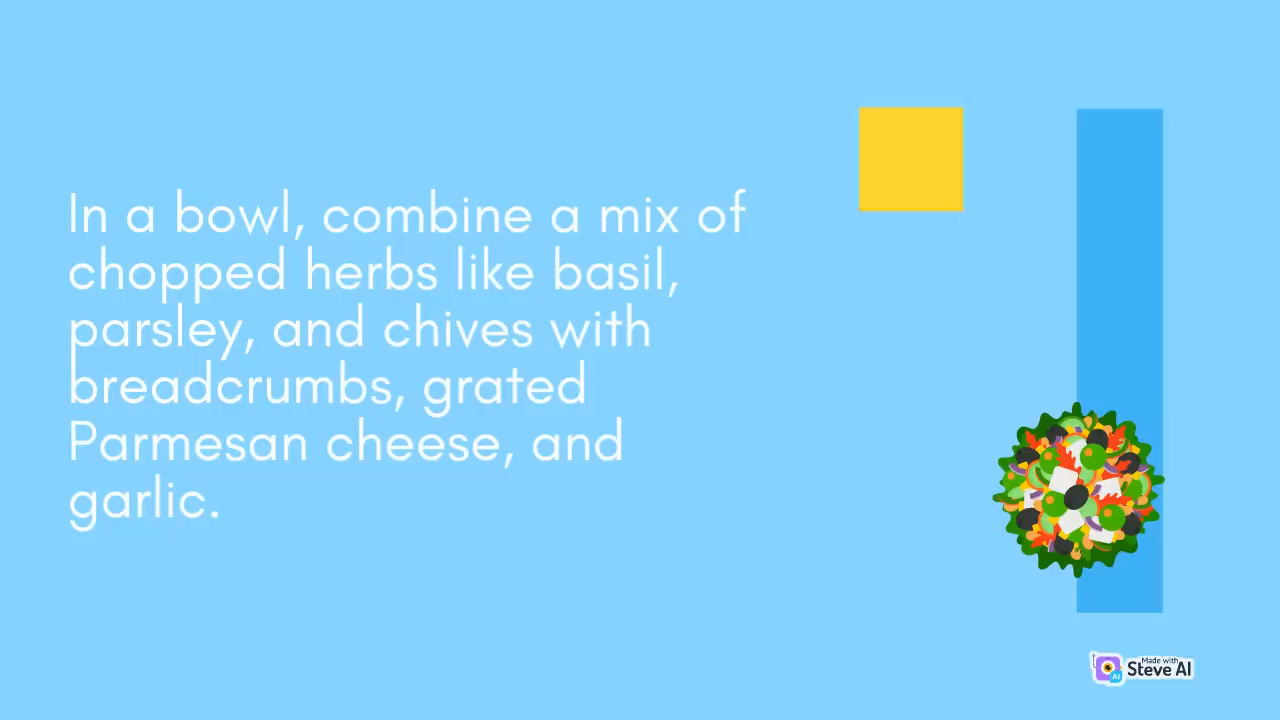 In a bowl, combine a mix of
chopped herbs like basil,
parsley, and chives with
breadcrumbs, grated
Parmesan cheese, and
garlic.
Made with
Steve AI
AI